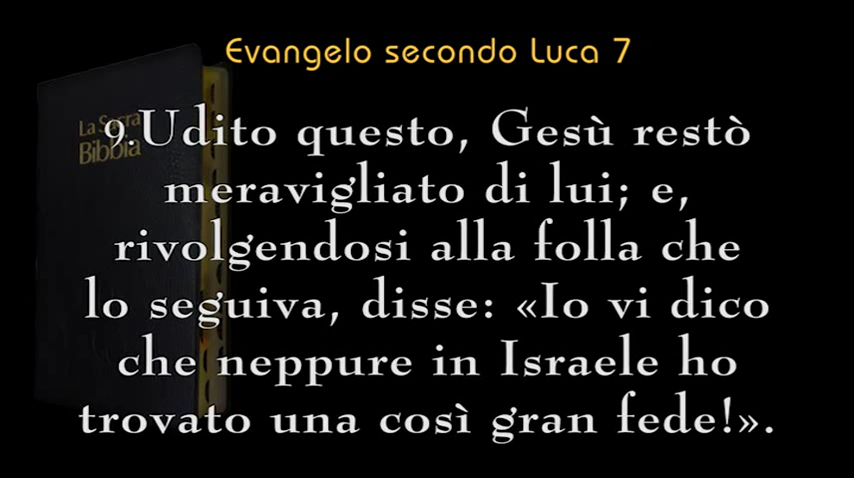 Evangelo secondo Luca 7
La Sacra
Bibbia
9.Udito questo, Gesù restò
meravigliato di lui; e,
rivolgendosi alla folla che
lo seguiva, disse: «Io vi dico
che neppure in Israele ho
trovato una così gran fede!».